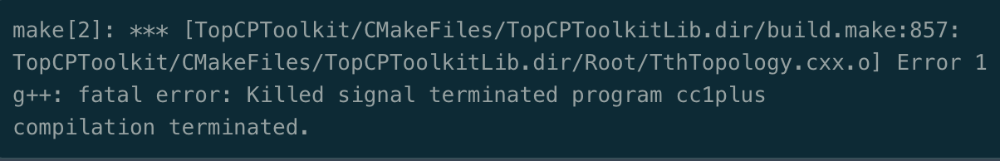 make[2]: *** [TopCPToolkit/CMakeFiles/TopCPToolkitLib.dir/build.make:857:
TopCPToolkit/CMakeFiles/TopCPToolkitLib.dir/Root/TthTopology.cxx.o] Error 1
g++: fatal error: Killed signal terminated program cc1plus
compilation terminated.